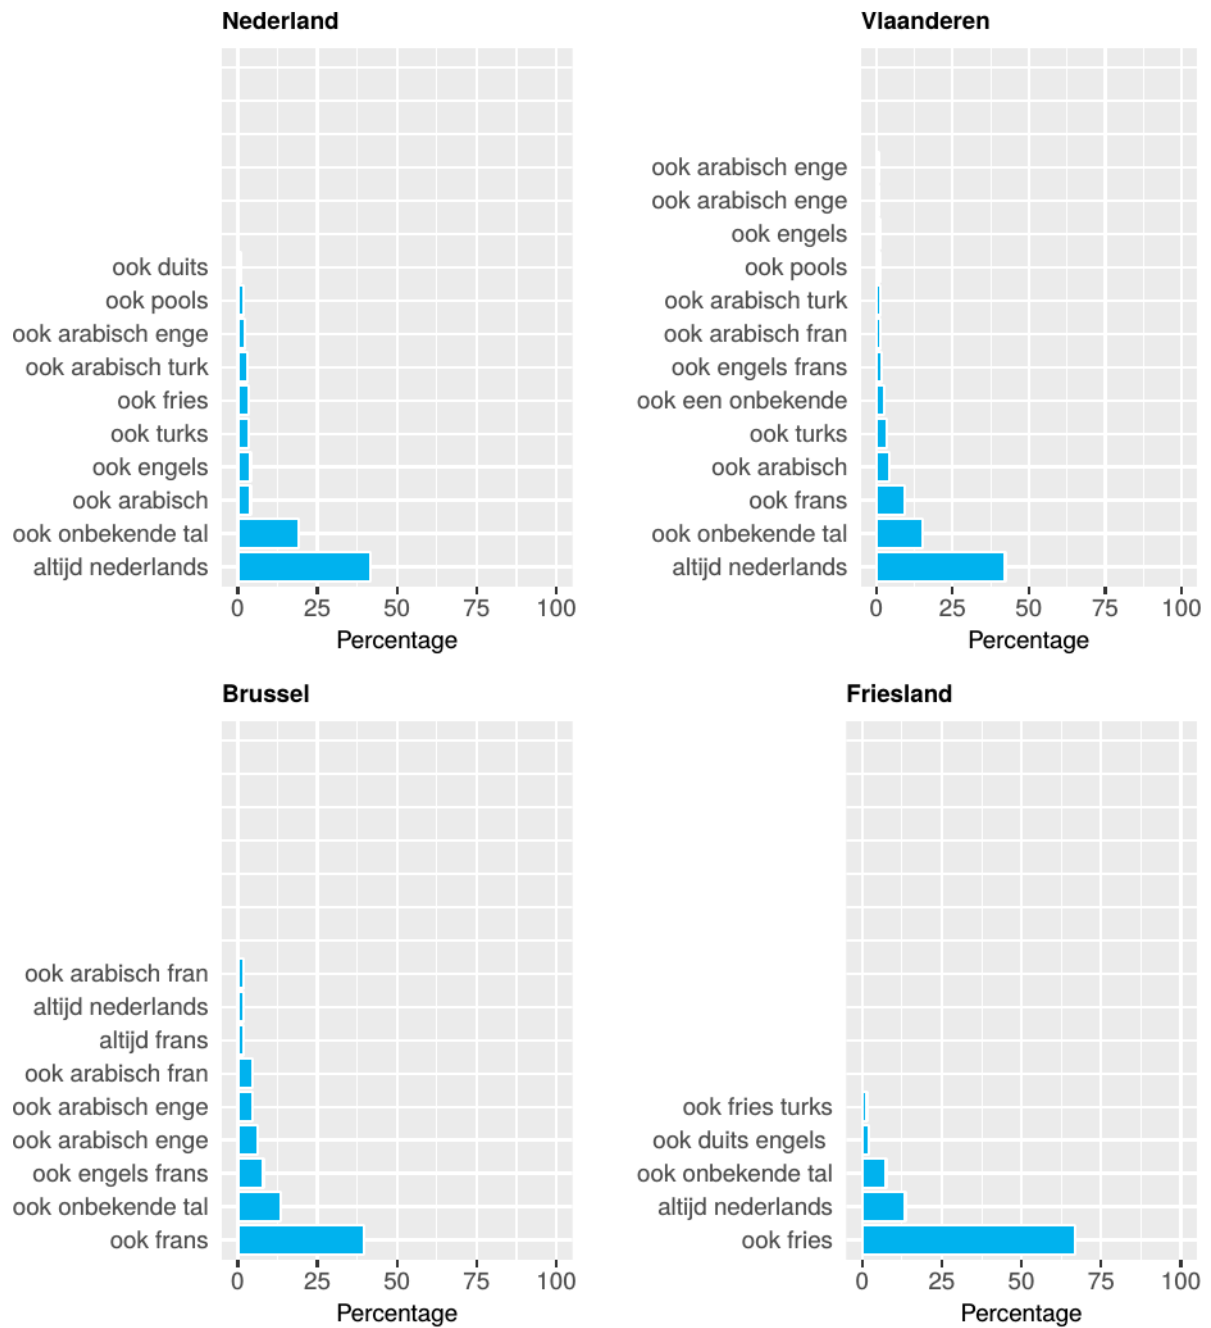 Nederland
ook duits
ook pools
ook arabisch enge
ook arabisch turk
ook fries
ook turks
ook engels
ook arabisch
ook onbekende tal
altijd nederlands
0 25 50 75 100
Percentage
Vlaanderen
ook arabisch enge
ook arabisch enge
ook engels
ook pools
ook arabisch turk
ook arabisch fran
ook engels frans
ook een onbekende
ook turks
ook arabisch
ook frans
ook onbekende tal
altijd nederlands
0 25 50 75 100
Percentage
Brussel
ook arabisch fran
altijd nederlands
altijd frans
ook arabisch fran
ook arabisch enge
ook arabisch enge
ook engels frans
ook onbekende tal
ook frans
0 25 50 75 100
Percentage
Friesland
ook fries turks
ook duits engels
ook onbekende tal
altijd nederlands
ook fries
0 25 50 75 100
Percentage